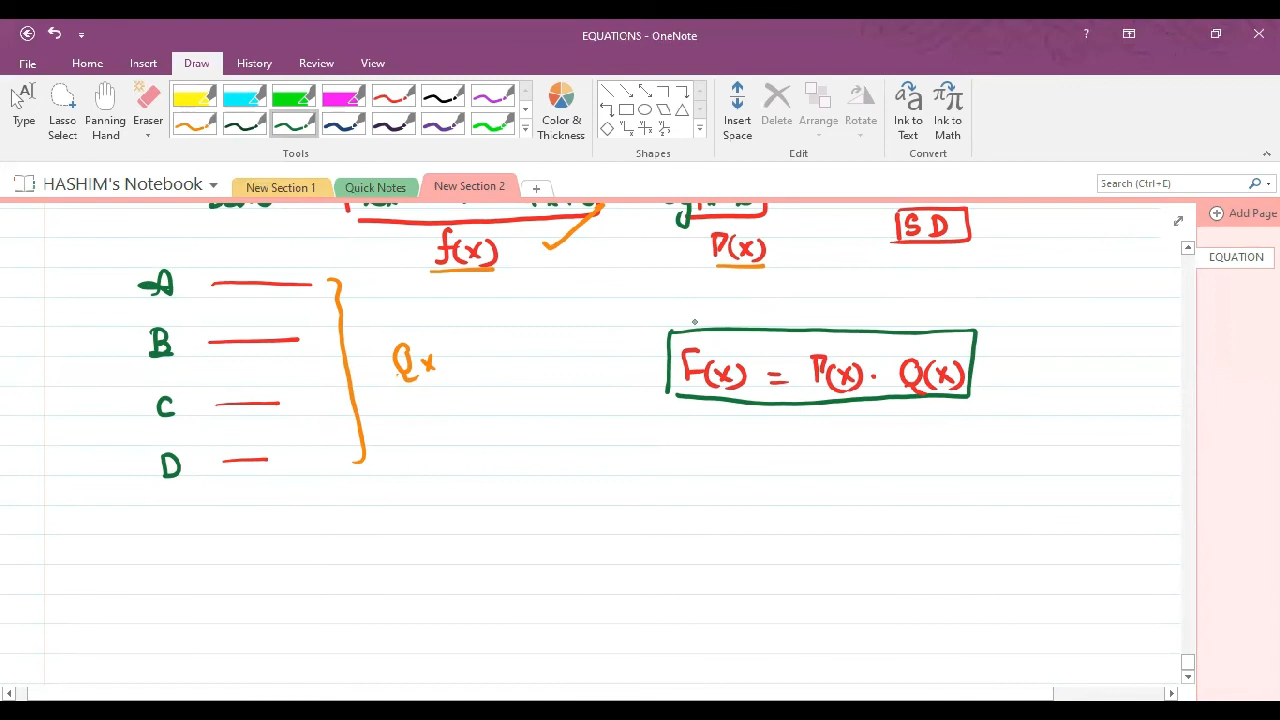 EQUATIONS - OneNote
?
File Home Insert Draw History Review View
Type
Lasso Select
Panning Hand
Eraser
Color & Thickness
Insert Space
Delete
Arrange
Rotate
Ink to Text
Ink to Math
Tools Shapes Edit Convert
HASHIM's Notebook New Section 1 Quick Notes New Section 2 Search (Ctrl+E)
Add Page
EQUATION
f(x) P(x) SD
A
B
Qx
F(x) = P(x) · Q(x)
C
D